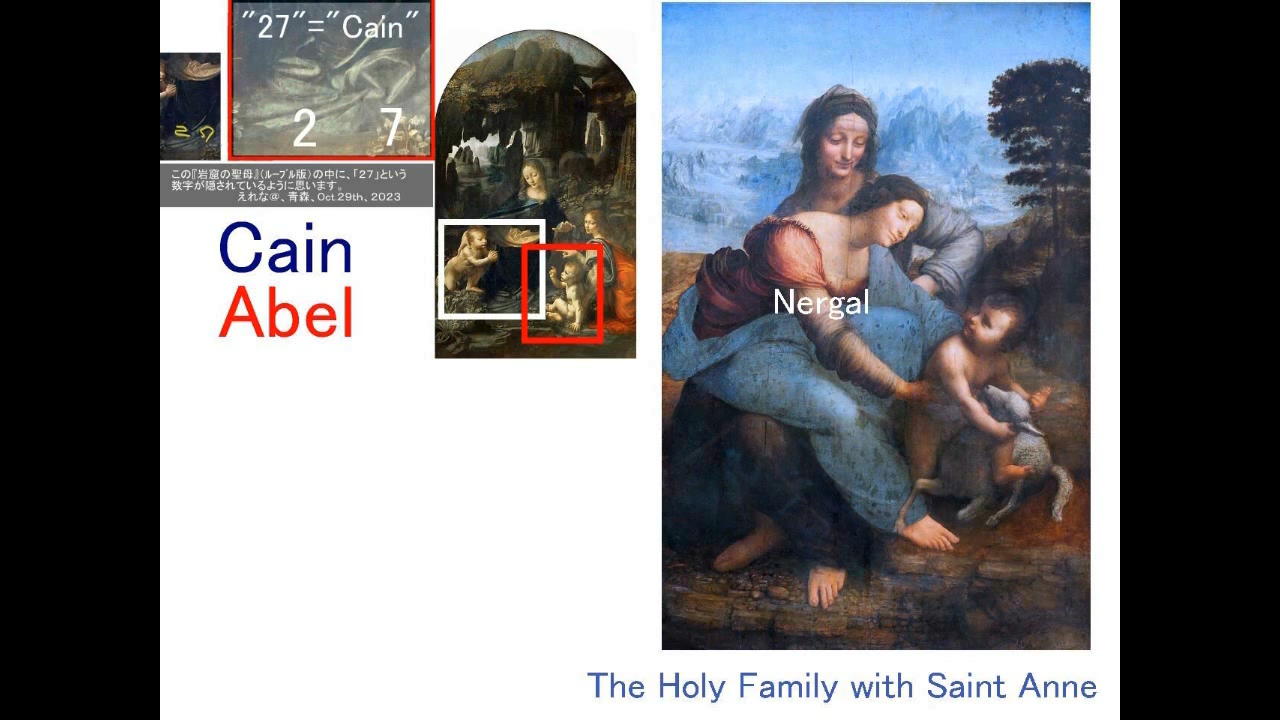 "27"="Cain"
2 7
27
この『岩窟の聖母』(ルーブル版)の中に、「27」という
数字が隠されているように思います。
えれな@、青森、Oct.29th、2023
Cain
Abel
Nergal
The Holy Family with Saint Anne